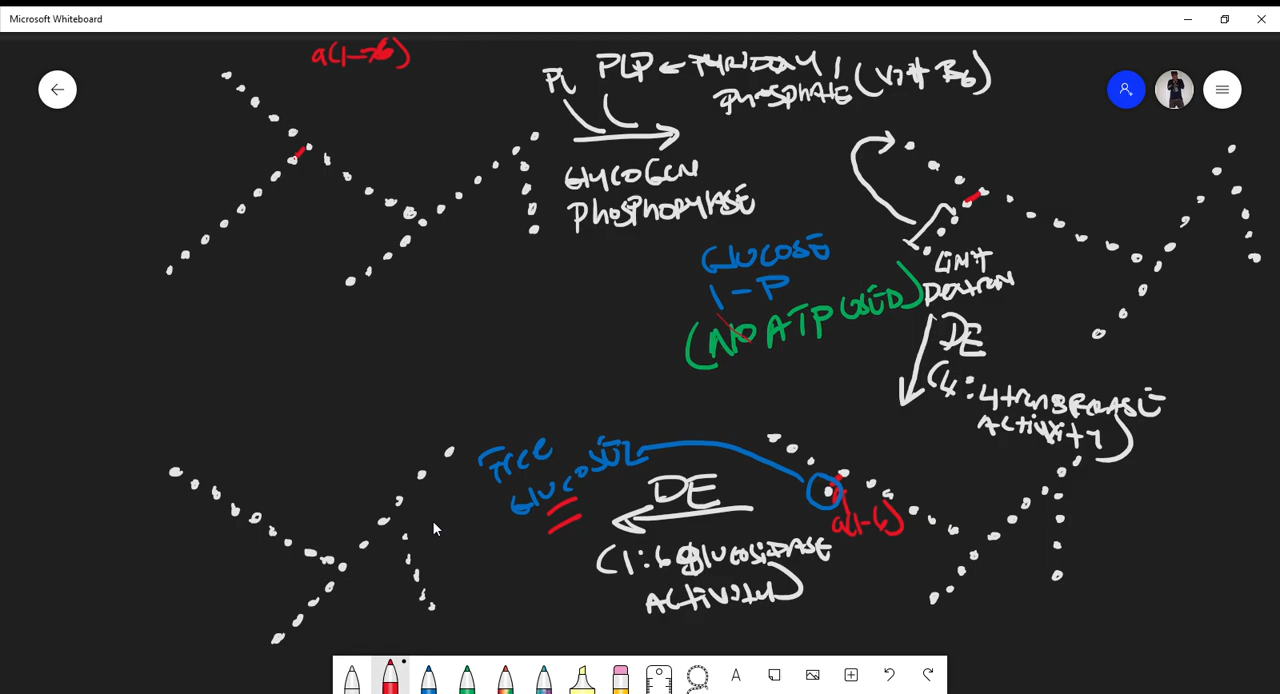 Microsoft Whiteboard
a(1→6)
Pi
PLP ← PYRIDOXAL
PHOSPHATE (Vit B6)
GLYCOGEN
PHOSPHORYLASE
GLUCOSE
1-P
(NO ATP USED)
LIMIT
DEXTRIN
DE
(4:4 transferase
Activity)
Free
Glucose
DE
a(1-6)
(1:6 glucosidase
Activity)
A